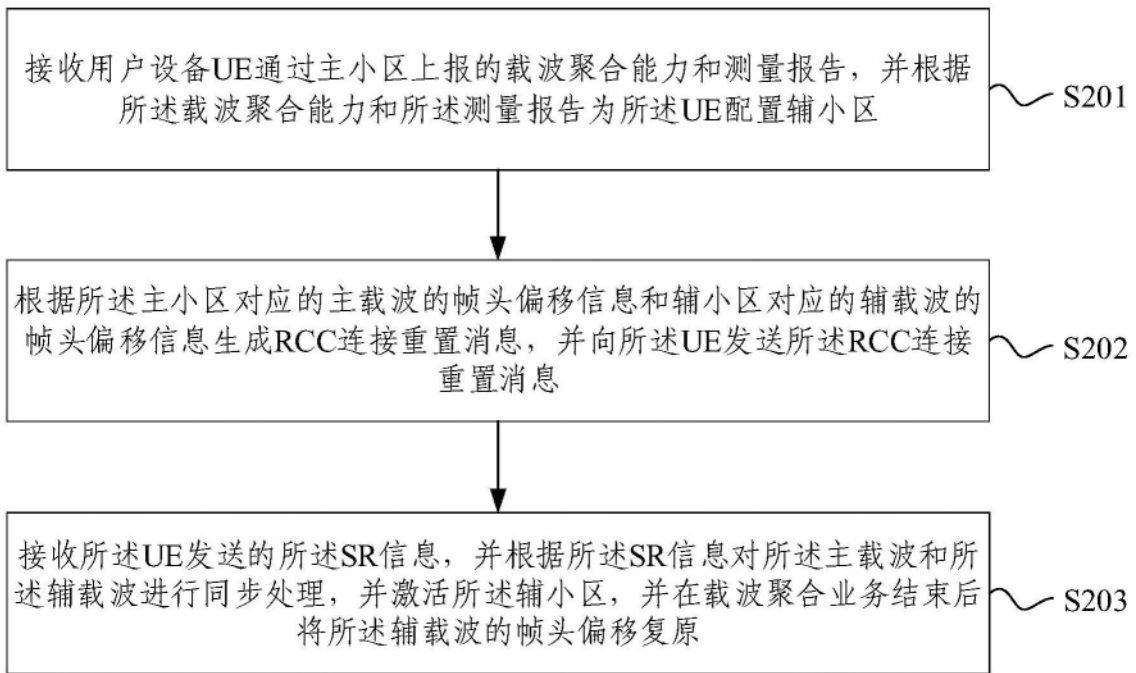 接收用户设备UE通过主小区上报的载波聚合能力和测量报告，并根据
所述载波聚合能力和所述测量报告为所述UE配置辅小区
S201
根据所述主小区对应的主载波的帧头偏移信息和辅小区对应的辅载波的
帧头偏移信息生成RCC连接重置消息，并向所述UE发送所述RCC连接
重置消息
S202
接收所述UE发送的所述SR信息，并根据所述SR信息对所述主载波和所
述辅载波进行同步处理，并激活所述辅小区，并在载波聚合业务结束后
将所述辅载波的帧头偏移复原
S203